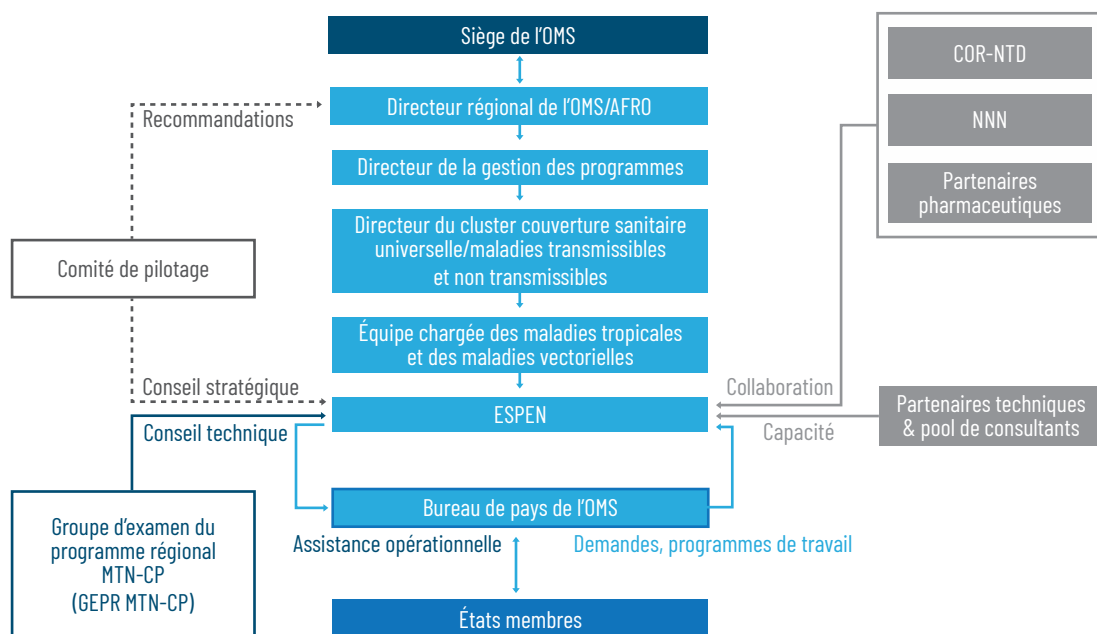 Siège de l'OMS
COR-NTD
Directeur régional de l'OMS/AFRO
Recommandations
NNN
Directeur de la gestion des programmes
Partenaires
pharmaceutiques
Directeur du cluster couverture sanitaire
universelle/maladies transmissibles
et non transmissibles
Comité de pilotage
Équipe chargée des maladies tropicales
et des maladies vectorielles
Conseil stratégique
Collaboration
ESPEN
Partenaires techniques
& pool de consultants
Conseil technique
Capacité
Bureau de pays de l'OMS
Groupe d'examen du
programme régional
MTN-CP
(GEPR MTN-CP)
Assistance opérationnelle
Demandes, programmes de travail
États membres